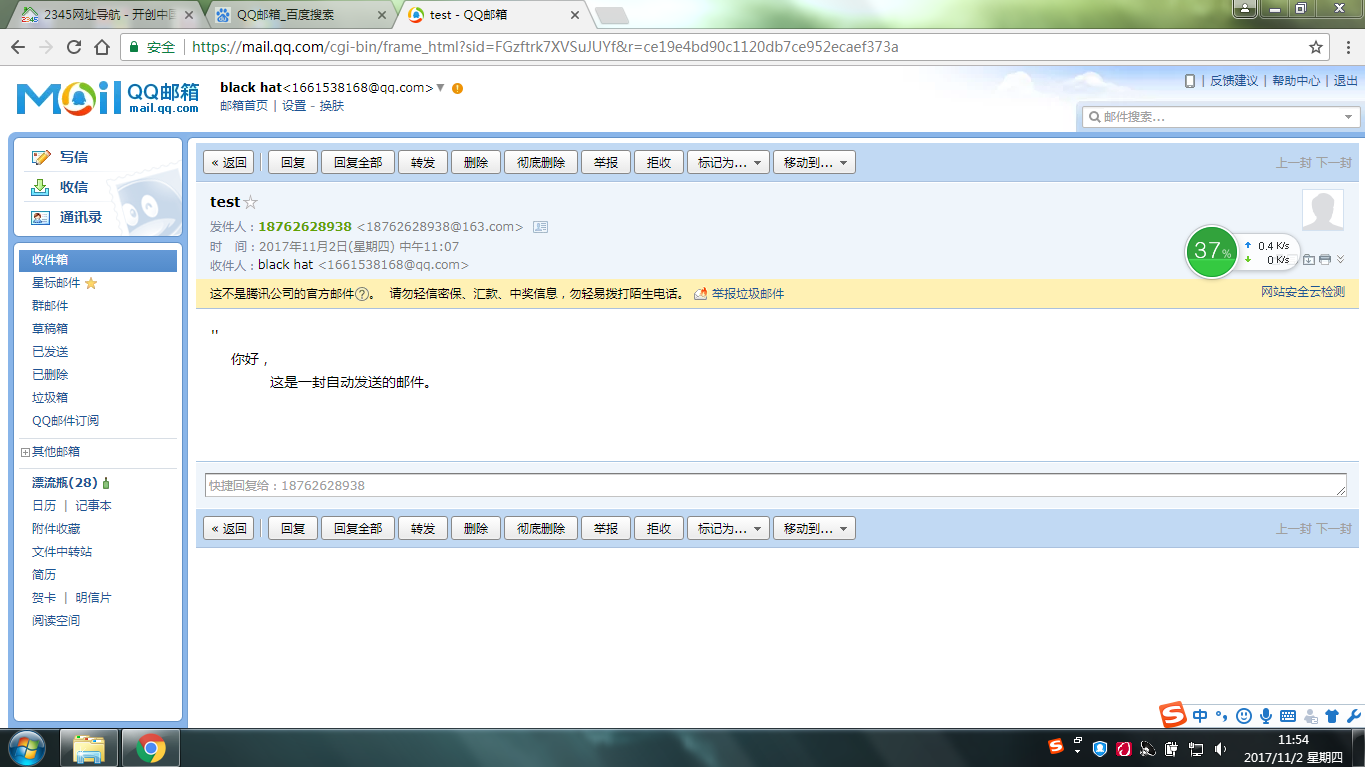 2345网址导航 - 开创中国
QQ邮箱_百度搜索
test - QQ邮箱
安全 https://mail.qq.com/cgi-bin/frame_html?sid=FGzftrk7XVSuJUYf&r=ce19e4bd90c1120db7ce952ecaef373a
Mail QQ邮箱
mail.qq.com
black hat<1661538168@qq.com>
邮箱首页 | 设置 - 换肤
| 反馈建议 | 帮助中心 | 退出
邮件搜索...
写信
收信
通讯录
收件箱
星标邮件
群邮件
草稿箱
已发送
已删除
垃圾箱
QQ邮件订阅
其他邮箱
漂流瓶(28)
日历 | 记事本
附件收藏
文件中转站
简历
贺卡 | 明信片
阅读空间
« 返回 回复 回复全部 转发 删除 彻底删除 举报 拒收 标记为... 移动到... 上一封 下一封
test
发件人：18762628938 <18762628938@163.com>
时 间：2017年11月2日(星期四) 中午11:07
收件人：black hat <1661538168@qq.com>
37%
0.4 K/s
0 K/s
这不是腾讯公司的官方邮件?。 请勿轻信密保、汇款、中奖信息，勿轻易拨打陌生电话。 举报垃圾邮件 网站安全云检测
"
你好，
这是一封自动发送的邮件。
快捷回复给：18762628938
« 返回 回复 回复全部 转发 删除 彻底删除 举报 拒收 标记为... 移动到... 上一封 下一封
S 中
11:54
2017/11/2 星期四